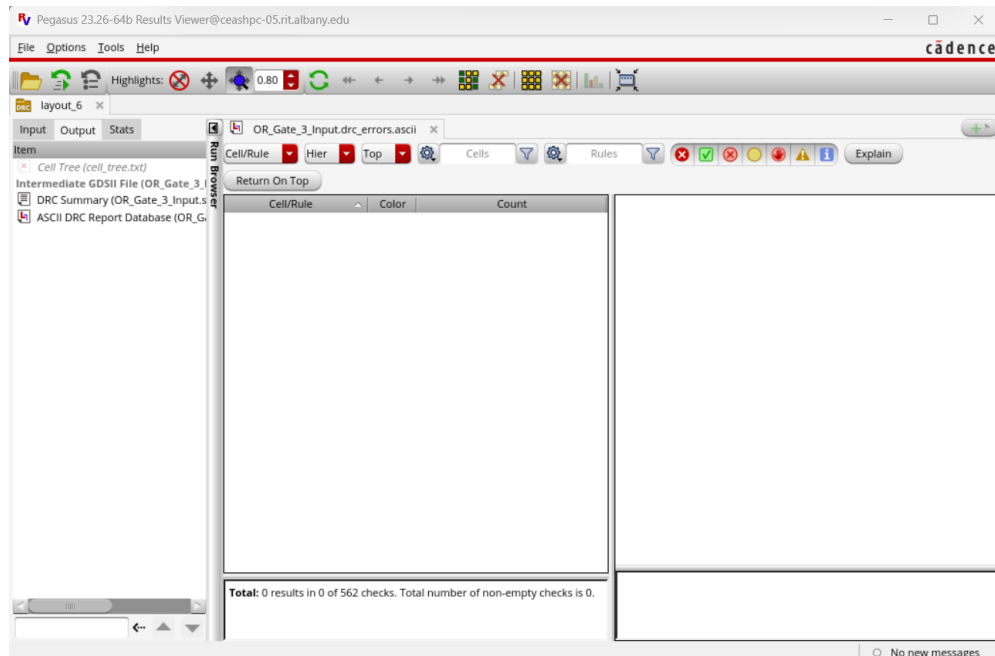 Pegasus 23.26-64b Results Viewer@ceashpc-05.rit.albany.edu
File Options Tools Help
cādence
Highlights: 0.80
DRC layout_6
Input Output Stats
OR_Gate_3_Input.drc_errors.ascii
Item
Cell/Rule Hier Top Cells Rules Explain
Cell Tree (cell_tree.txt)
Intermediate GDSII File (OR_Gate_3_I
Return On Top
DRC Summary (OR_Gate_3_Input.s
Cell/Rule Color Count
ASCII DRC Report Database (OR_Ga
Run Browser
Total: 0 results in 0 of 562 checks. Total number of non-empty checks is 0.
No new messages